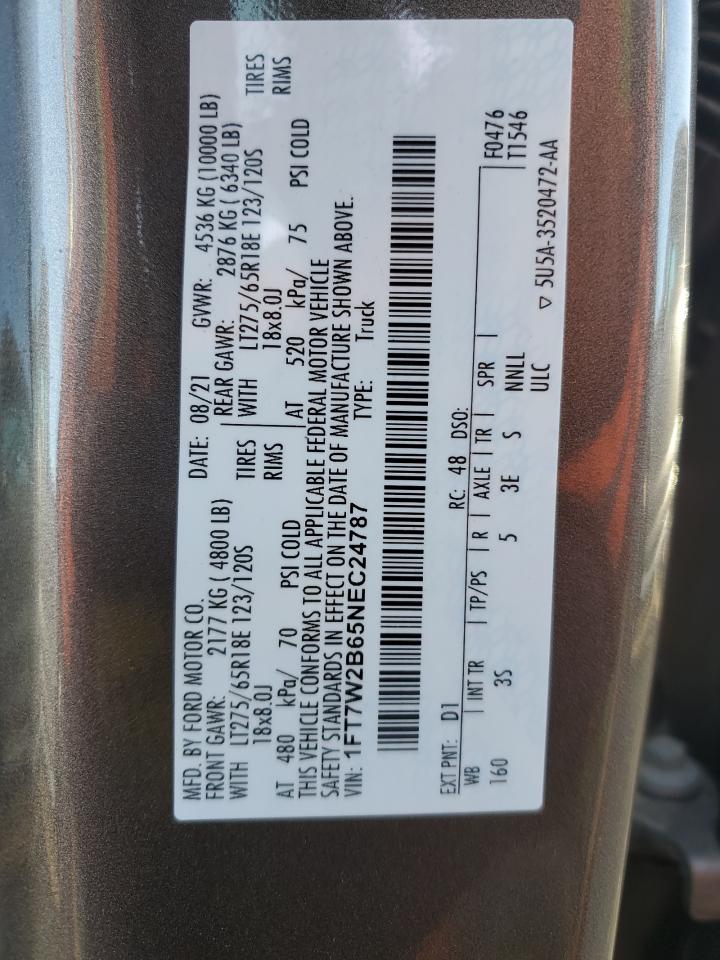 MFD. BY FORD MOTOR CO.
DATE: 08/21 GVWR: 4536 KG (10000 LB)
FRONT GAWR: 2177 KG ( 4800 LB) REAR GAWR: 2876 KG ( 6340 LB)
WITH LT275/65R18E 123/120S TIRES WITH LT275/65R18E 123/120S TIRES
18x8.0J RIMS 18x8.0J RIMS
AT 480 kPa/ 70 PSI COLD AT 520 kPa/ 75 PSI COLD
THIS VEHICLE CONFORMS TO ALL APPLICABLE FEDERAL MOTOR VEHICLE
SAFETY STANDARDS IN EFFECT ON THE DATE OF MANUFACTURE SHOWN ABOVE.
VIN: 1FT7W2B65NEC24787 TYPE: Truck
EXT PNT: D1 RC: 48 DSO:
WB INT TR TP/PS R AXLE TR SPR F0476
160 3S 5 3E S NNLL T1546
ULC
▽ 5U5A-3520472-AA